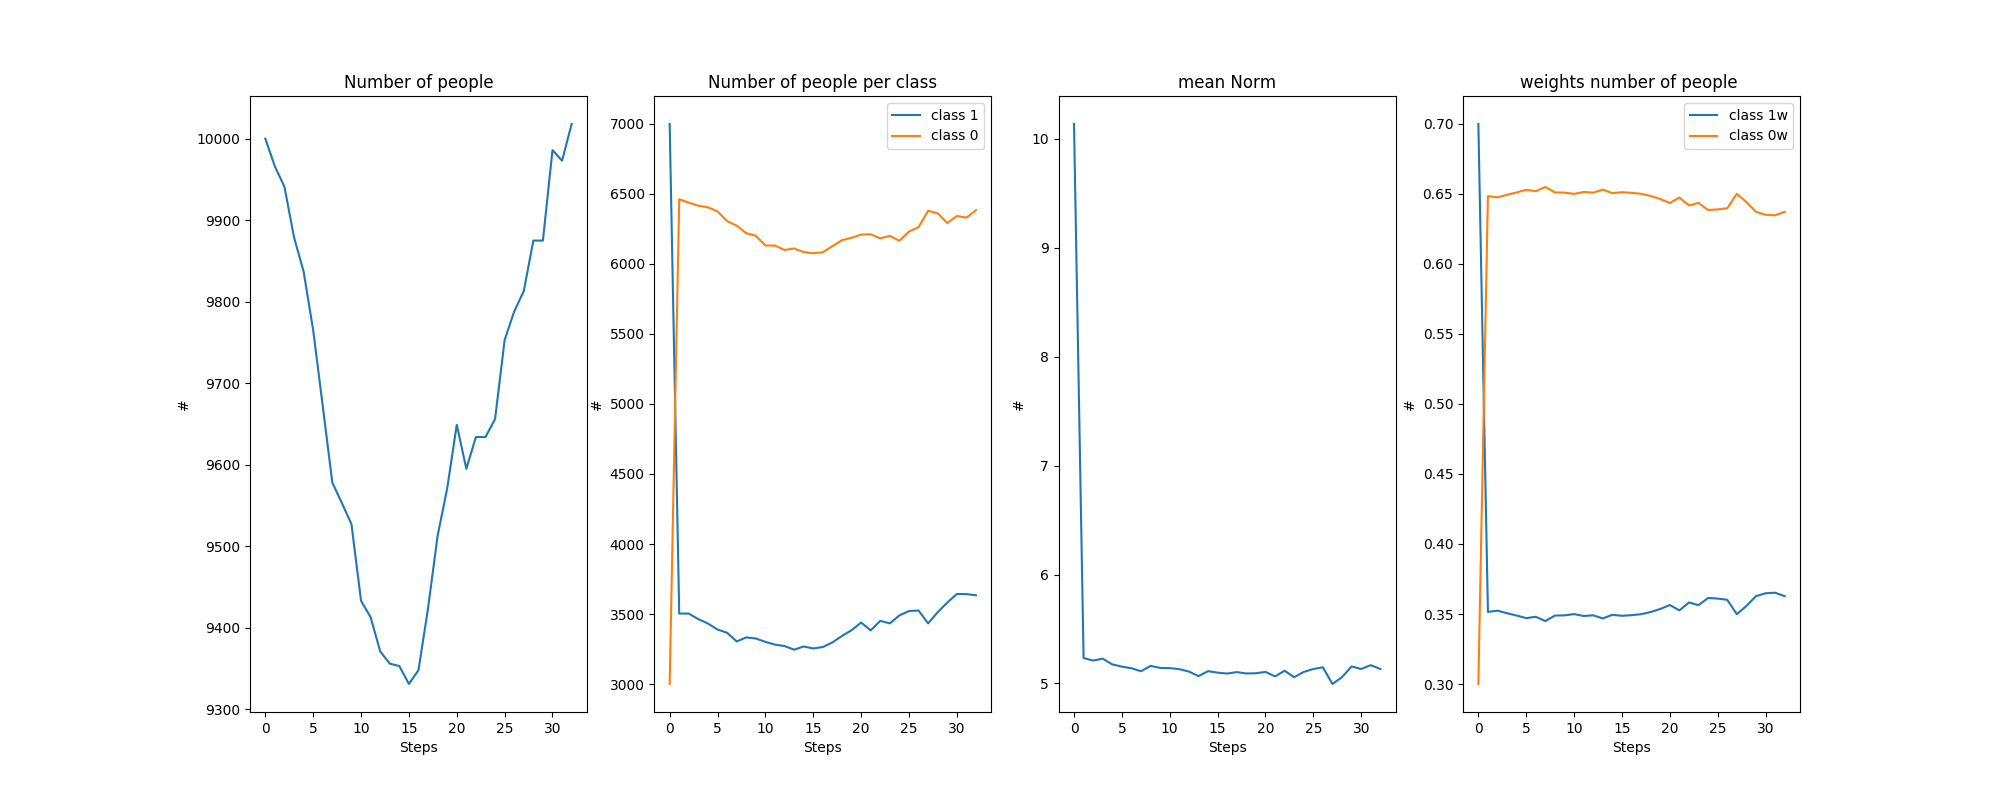 Number of people
10000
9900
9800
9700
9600
9500
9400
9300
#
0 5 10 15 20 25 30
Steps
Number of people per class
class 1
class 0
7000
6500
6000
5500
5000
4500
4000
3500
3000
#
0 5 10 15 20 25 30
Steps
mean Norm
10
9
8
7
6
5
#
0 5 10 15 20 25 30
Steps
weights number of people
class 1w
class 0w
0.70
0.65
0.60
0.55
0.50
0.45
0.40
0.35
0.30
#
0 5 10 15 20 25 30
Steps